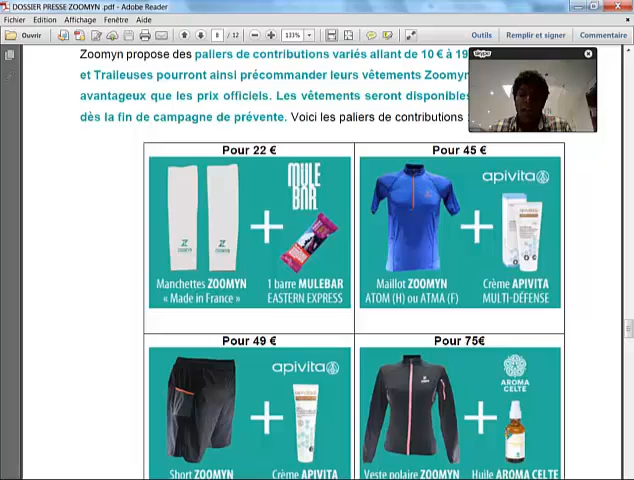 DOSSIER PRESSE ZOOMYN .pdf - Adobe Reader
Fichier Edition Affichage Fenêtre Aide
Ouvrir
8 / 12
133%
Outils
Remplir et signer
Commentaire
skype
Zoomyn propose des paliers de contributions variés allant de 10 € à 19
et Traileuses pourront ainsi précommander leurs vêtements Zoomyn
avantageux que les prix officiels. Les vêtements seront disponibles
dès la fin de campagne de prévente. Voici les paliers de contributions
Pour 22 €
Pour 45 €
MULE
BAR
apivita
Manchettes ZOOMYN
« Made in France »
1 barre MULEBAR
EASTERN EXPRESS
Maillot ZOOMYN
ATOM (H) ou ATMA (F)
Crème APIVITA
MULTI-DÉFENSE
Pour 49 €
Pour 75€
apivita
AROMA
CELTE
Short ZOOMYN
Crème APIVITA
Veste polaire ZOOMYN
Huile AROMA CELTE